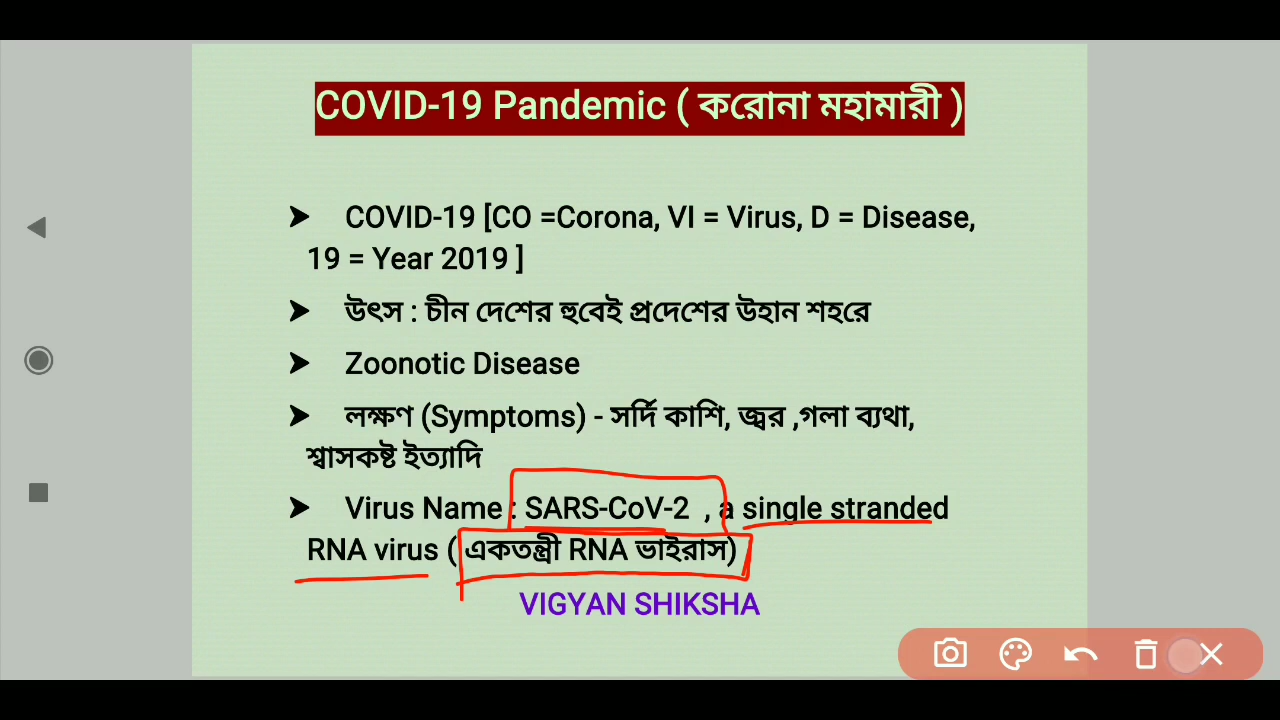 COVID-19 Pandemic ( করোনা মহামারী )
➤ COVID-19 [CO =Corona, VI = Virus, D = Disease,
19 = Year 2019 ]
➤ উৎস : চীন দেশের হুবেই প্রদেশের উহান শহরে
➤ Zoonotic Disease
➤ লক্ষণ (Symptoms) - সর্দি কাশি, জ্বর ,গলা ব্যথা,
শ্বাসকষ্ট ইত্যাদি
➤ Virus Name : SARS-CoV-2 , a single stranded
RNA virus ( একতন্ত্রী RNA ভাইরাস)
VIGYAN SHIKSHA